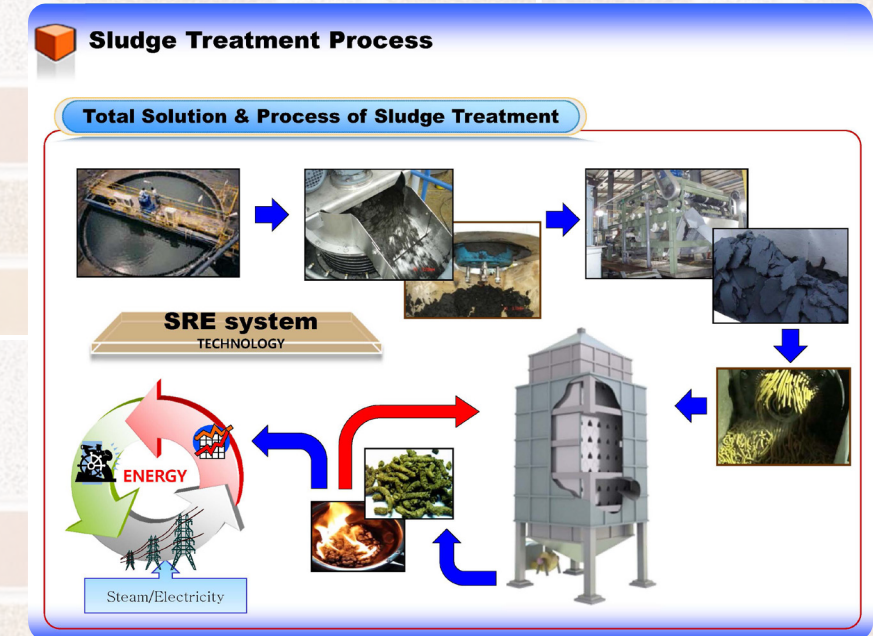 Sludge Treatment Process
Total Solution & Process of Sludge Treatment
SRE system
TECHNOLOGY
ENERGY
Steam/Electricity